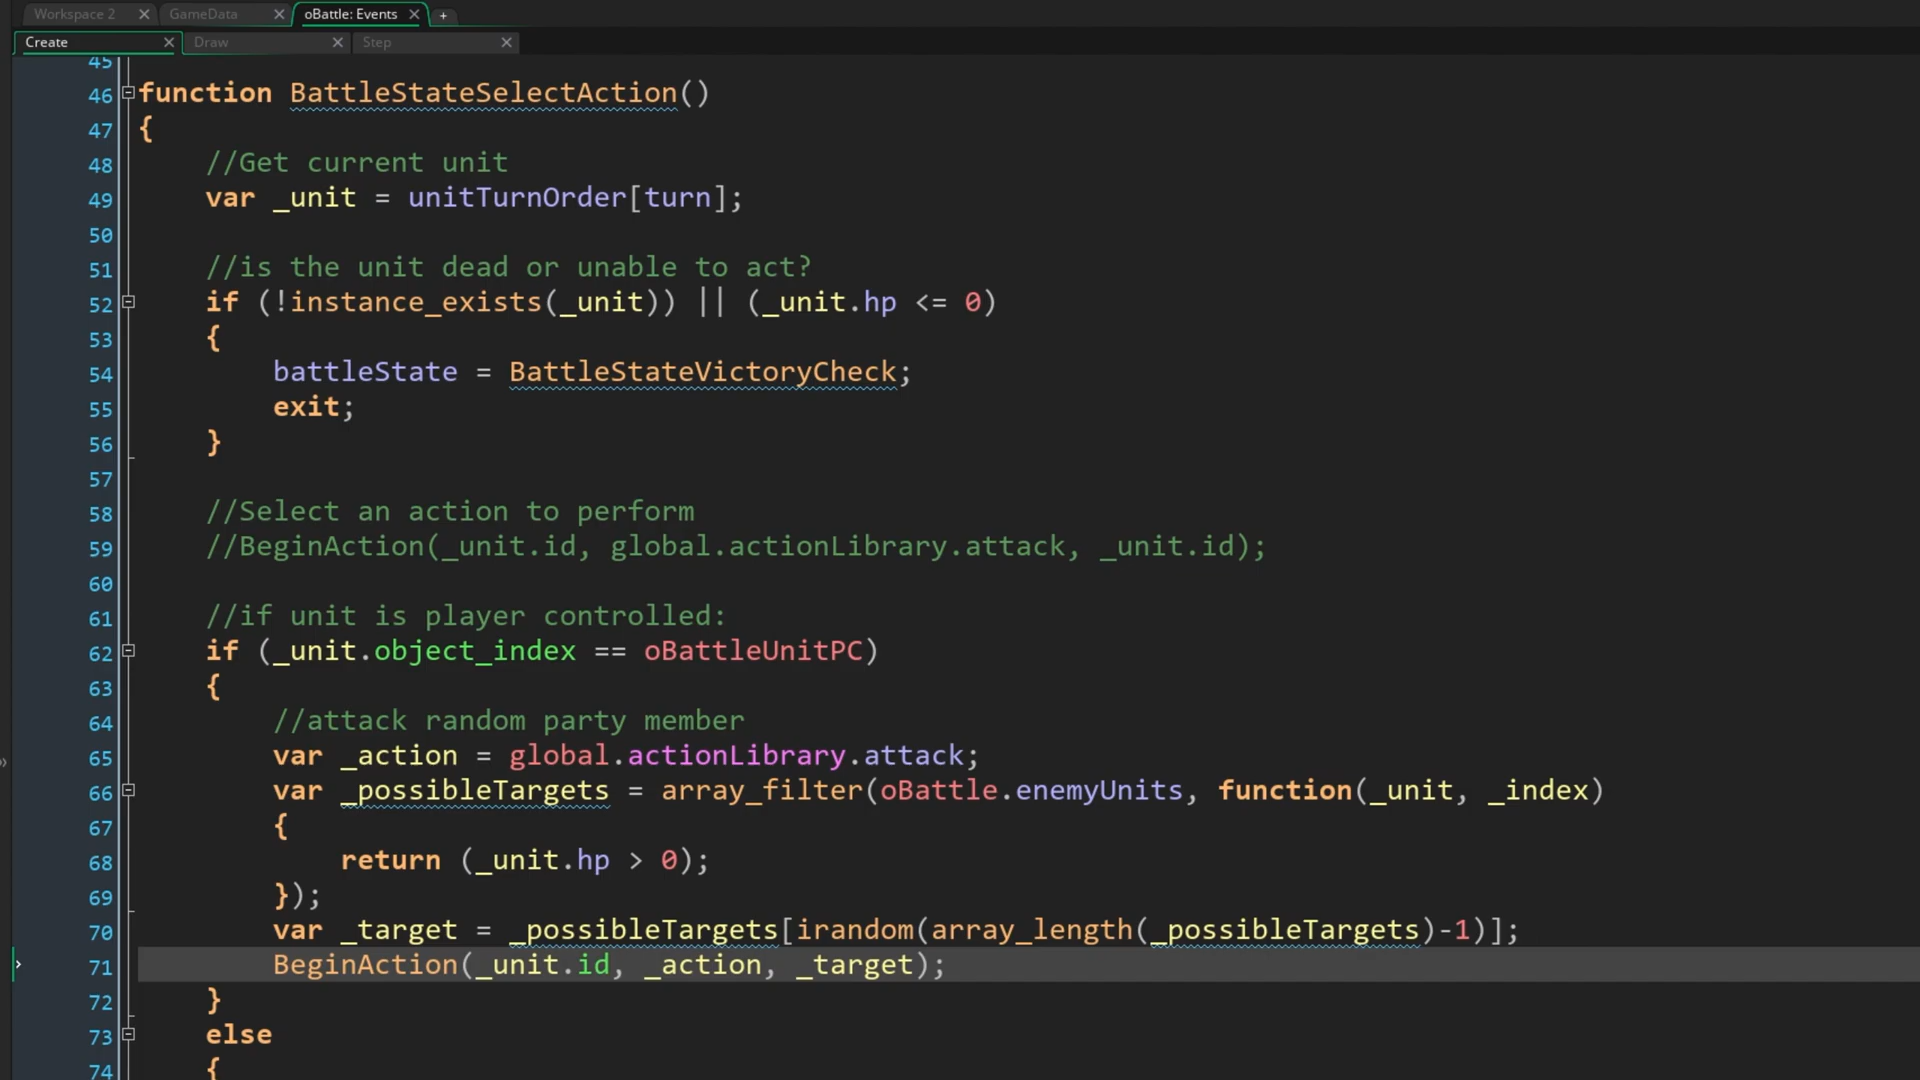 Workspace 2
GameData
oBattle: Events
Create
Draw
Step
45
46 function BattleStateSelectAction()
47 {
48 //Get current unit
49 var _unit = unitTurnOrder[turn];
50
51 //is the unit dead or unable to act?
52 if (!instance_exists(_unit)) || (_unit.hp <= 0)
53 {
54 battleState = BattleStateVictoryCheck;
55 exit;
56 }
57
58 //Select an action to perform
59 //BeginAction(_unit.id, global.actionLibrary.attack, _unit.id);
60
61 //if unit is player controlled:
62 if (_unit.object_index == oBattleUnitPC)
63 {
64 //attack random party member
65 var _action = global.actionLibrary.attack;
66 var _possibleTargets = array_filter(oBattle.enemyUnits, function(_unit, _index)
67 {
68 return (_unit.hp > 0);
69 });
70 var _target = _possibleTargets[irandom(array_length(_possibleTargets)-1)];
71 BeginAction(_unit.id, _action, _target);
72 }
73 else
74 {